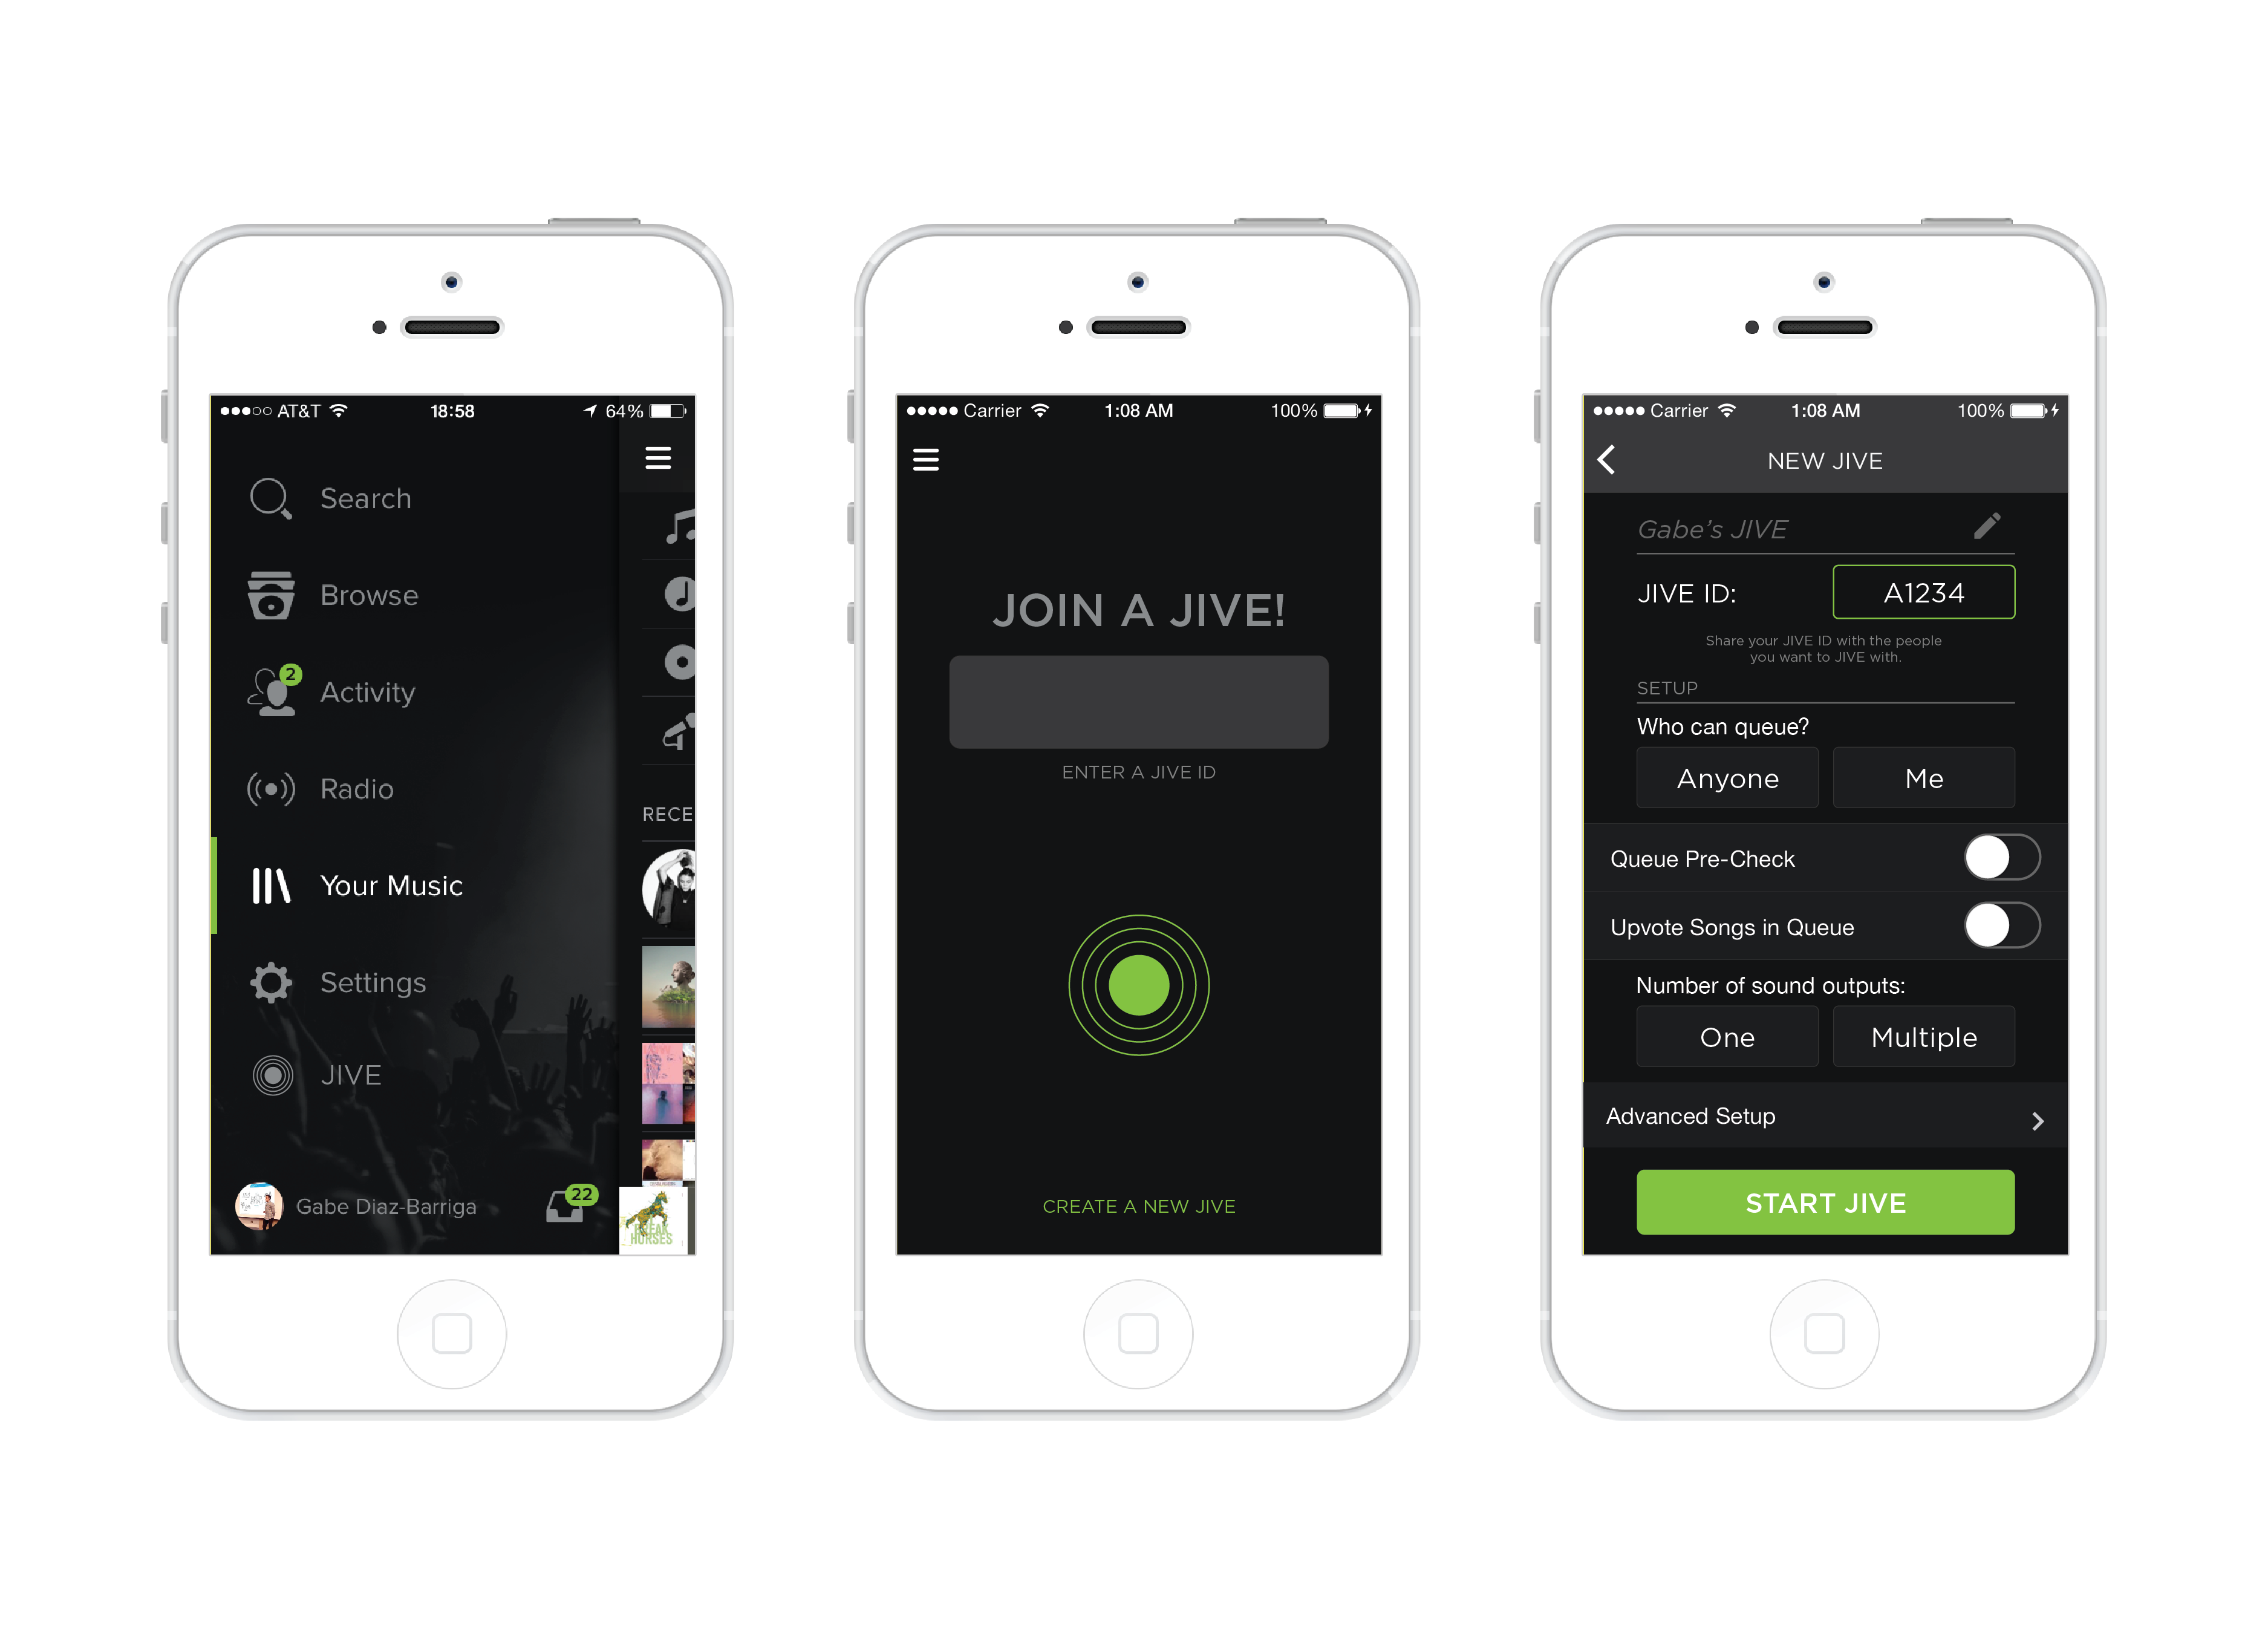 AT&T 18:58 64%
Search
Browse
2
Activity
Radio
Your Music
Settings
JIVE
Gabe Diaz-Barriga 22
RECE
BREAK
HORSES
Carrier 1:08 AM 100%
JOIN A JIVE!
ENTER A JIVE ID
CREATE A NEW JIVE
Carrier 1:08 AM 100%
NEW JIVE
Gabe's JIVE
JIVE ID: A1234
Share your JIVE ID with the people
you want to JIVE with.
SETUP
Who can queue?
Anyone Me
Queue Pre-Check
Upvote Songs in Queue
Number of sound outputs:
One Multiple
Advanced Setup
START JIVE